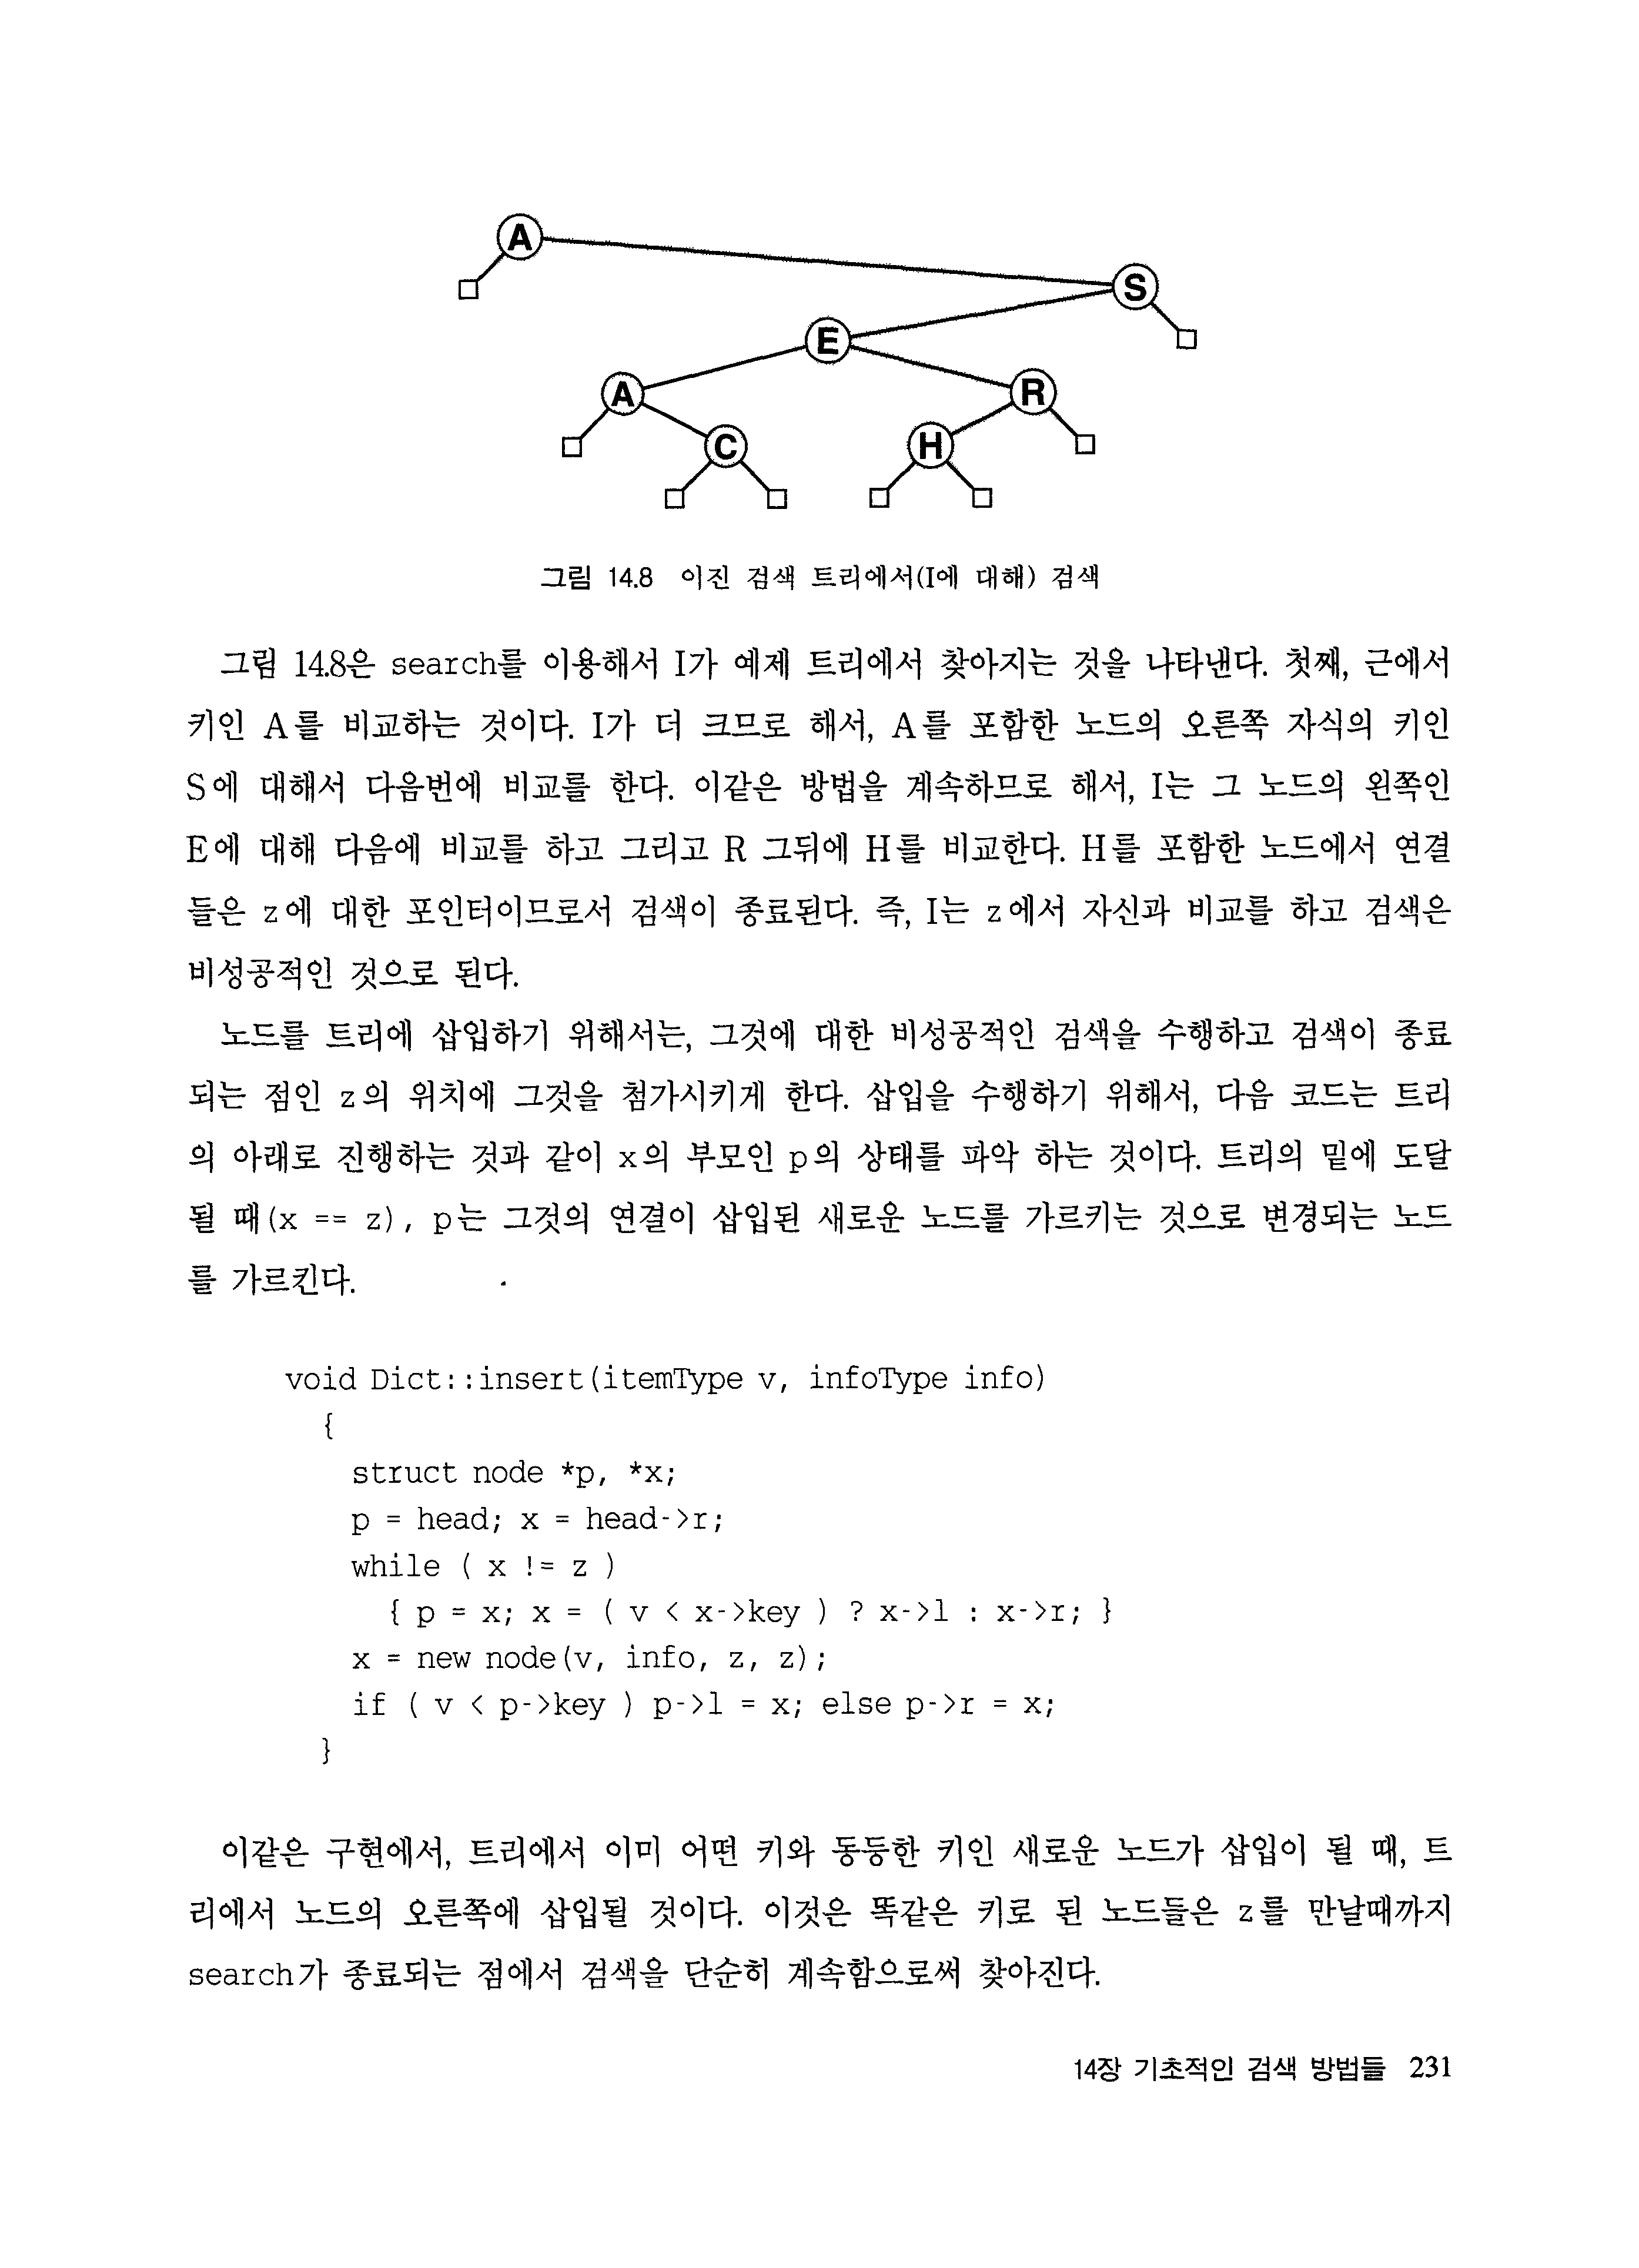 A
S
E
A R
C H
그림 14.8 이진 검색 트리에서(I에 대해) 검색
그림 14.8은 search를 이용해서 I가 예제 트리에서 찾아지는 것을 나타낸다. 첫째, 근에서
키인 A를 비교하는 것이다. I가 더 크므로 해서, A를 포함한 노드의 오른쪽 자식의 키인
S에 대해서 다음번에 비교를 한다. 이같은 방법을 계속하므로 해서, I는 그 노드의 왼쪽인
E에 대해 다음에 비교를 하고 그리고 R 그뒤에 H를 비교한다. H를 포함한 노드에서 연결
들은 z에 대한 포인터이므로서 검색이 종료된다. 즉, I는 z에서 자신과 비교를 하고 검색은
비성공적인 것으로 된다.
노드를 트리에 삽입하기 위해서는, 그것에 대한 비성공적인 검색을 수행하고 검색이 종료
되는 점인 z의 위치에 그것을 첨가시키게 한다. 삽입을 수행하기 위해서, 다음 코드는 트리
의 아래로 진행하는 것과 같이 x의 부모인 p의 상태를 파악 하는 것이다. 트리의 밑에 도달
될 때(x == z), p는 그것의 연결이 삽입된 새로운 노드를 가르키는 것으로 변경되는 노드
를 가르킨다.
void Dict::insert(itemType v, infoType info)
{
struct node *p, *x;
p = head; x = head->r;
while ( x != z )
{ p = x; x = ( v < x->key ) ? x->l : x->r; }
x = new node(v, info, z, z);
if ( v < p->key ) p->l = x; else p->r = x;
}
이같은 구현에서, 트리에서 이미 어떤 키와 동등한 키인 새로운 노드가 삽입이 될 때, 트
리에서 노드의 오른쪽에 삽입될 것이다. 이것은 똑같은 키로 된 노드들은 z를 만날때까지
search가 종료되는 점에서 검색을 단순히 계속함으로써 찾아진다.
14장 기초적인 검색 방법들 231